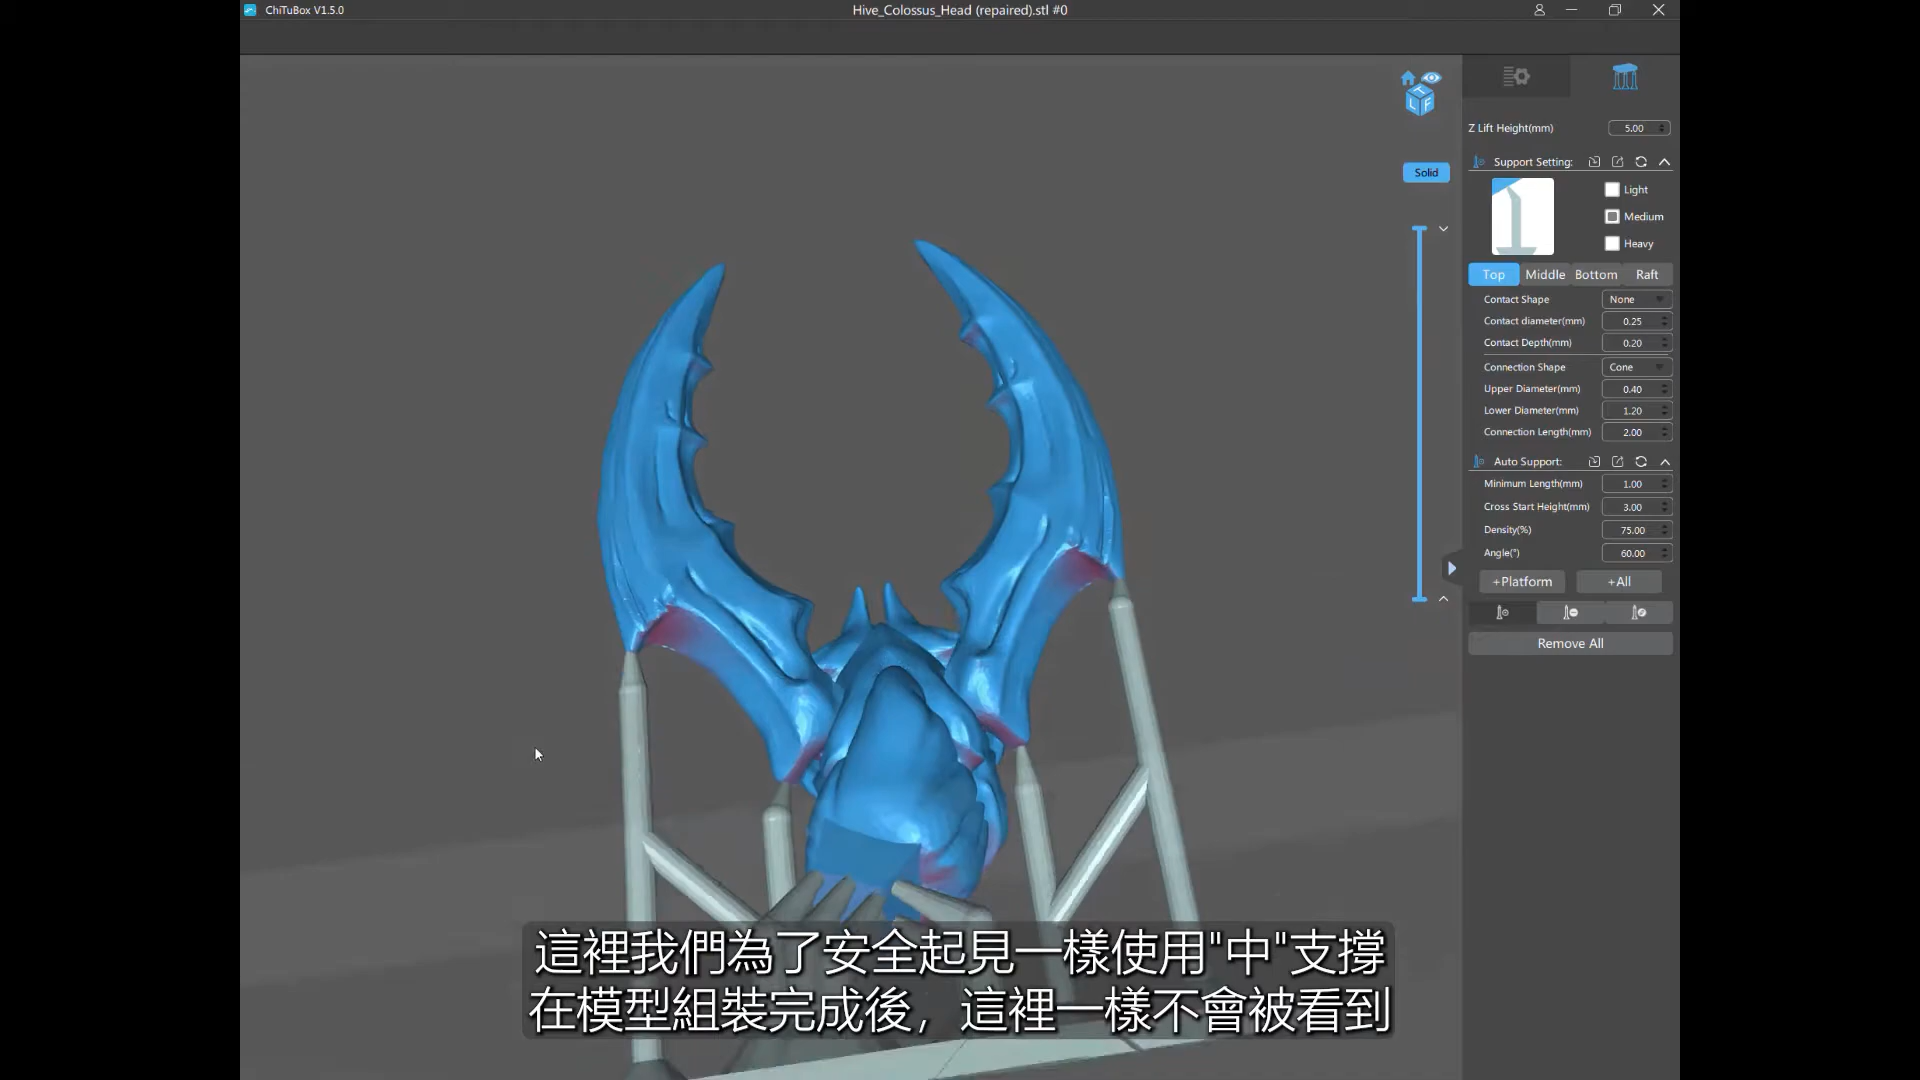 ChiTuBox V1.5.0
Hive_Colossus_Head (repaired).stl #0
Z Lift Height(mm) 5.00
Solid
Support Setting:
Light
Medium
Heavy
Top Middle Bottom Raft
Contact Shape None
Contact diameter(mm) 0.25
Contact Depth(mm) 0.20
Connection Shape Cone
Upper Diameter(mm) 0.40
Lower Diameter(mm) 1.20
Connection Length(mm) 2.00
Auto Support:
Minimum Length(mm) 1.00
Cross Start Height(mm) 3.00
Density(%) 75.00
Angle(°) 60.00
+Platform +All
Remove All
這裡我們為了安全起見一樣使用"中"支撐
在模型組裝完成後，這裡一樣不會被看到